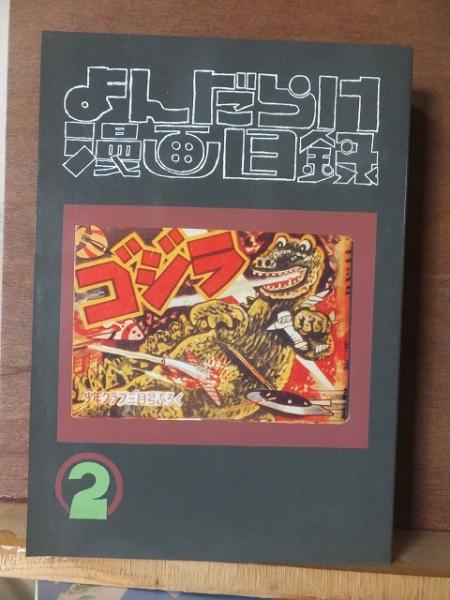 まんだらけ
漫画目録
ゴジラ
少年クラブ三月号ふろく
2